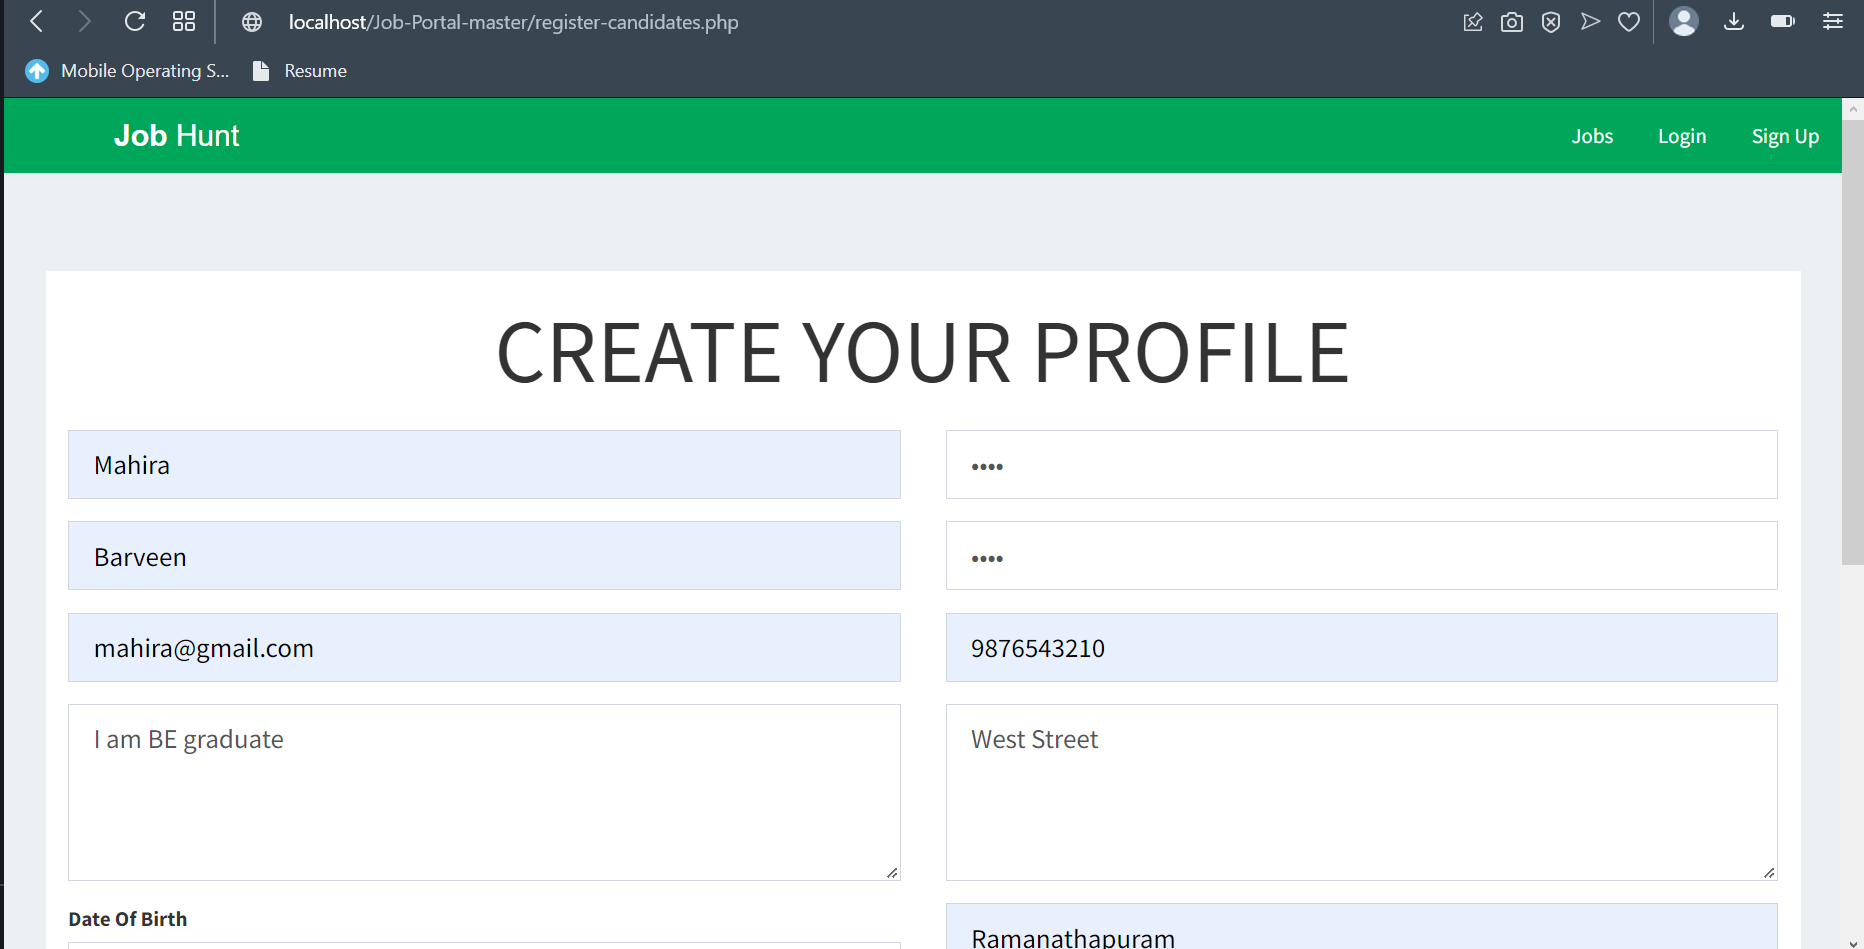 localhost/Job-Portal-master/register-candidates.php
Mobile Operating S... Resume
Job Hunt Jobs Login Sign Up
CREATE YOUR PROFILE
Mahira ••••
Barveen ••••
mahira@gmail.com 9876543210
I am BE graduate West Street
Date Of Birth
Ramanathapuram